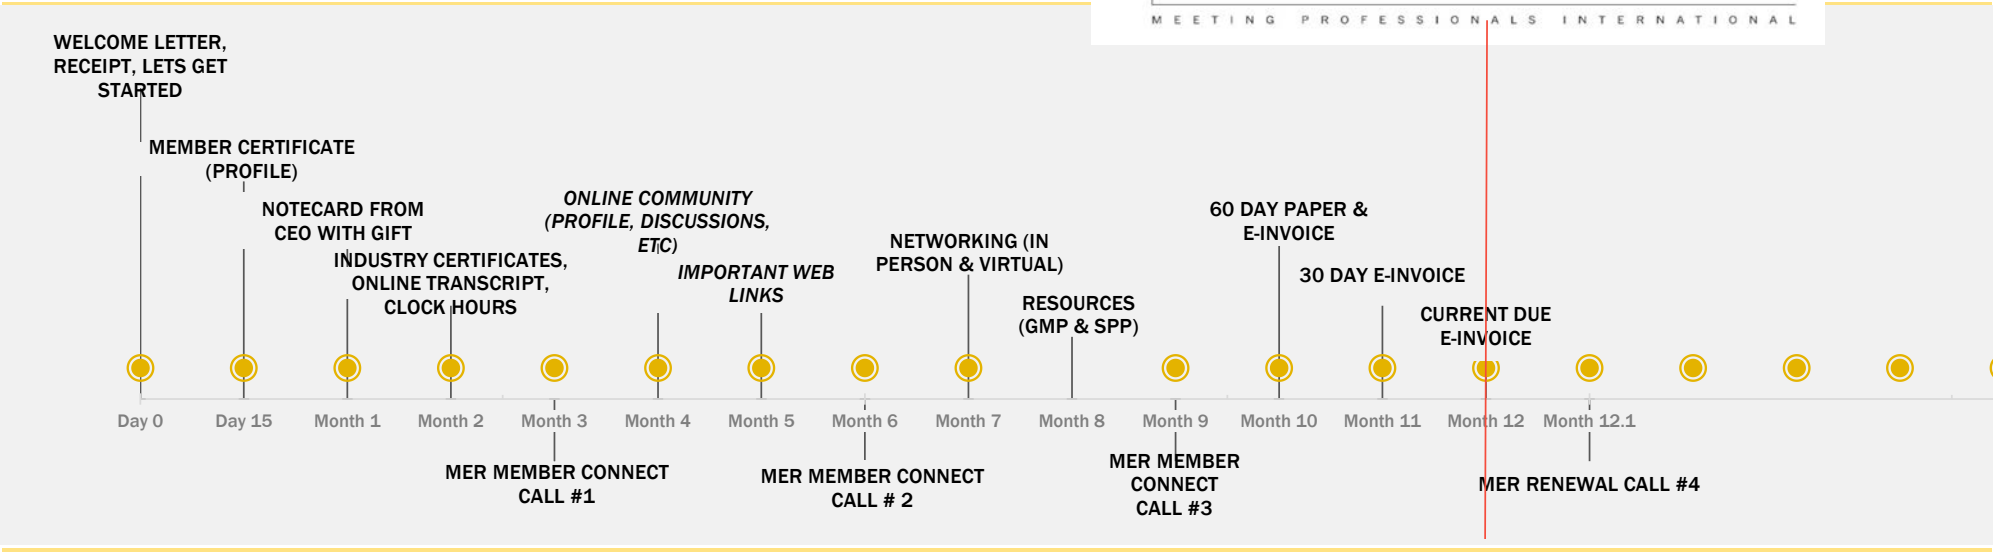 MEETING PROFESSIONALS INTERNATIONAL
WELCOME LETTER,
RECEIPT, LETS GET
STARTED
MEMBER CERTIFICATE
(PROFILE)
NOTECARD FROM
CEO WITH GIFT
INDUSTRY CERTIFICATES,
ONLINE TRANSCRIPT,
CLOCK HOURS
ONLINE COMMUNITY
(PROFILE, DISCUSSIONS,
ETC)
IMPORTANT WEB
LINKS
NETWORKING (IN
PERSON & VIRTUAL)
RESOURCES
(GMP & SPP)
60 DAY PAPER &
E-INVOICE
30 DAY E-INVOICE
CURRENT DUE
E-INVOICE
Day 0 Day 15 Month 1 Month 2 Month 3 Month 4 Month 5 Month 6 Month 7 Month 8 Month 9 Month 10 Month 11 Month 12 Month 12.1
MER MEMBER CONNECT
CALL #1
MER MEMBER CONNECT
CALL # 2
MER MEMBER
CONNECT
CALL #3
MER RENEWAL CALL #4